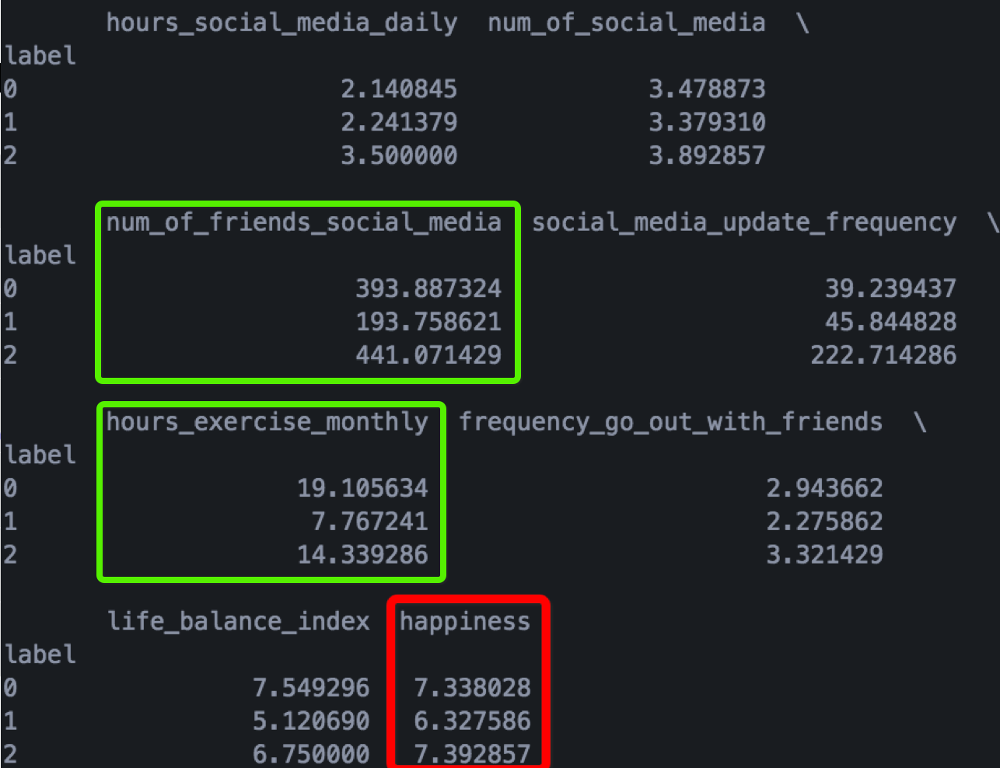 hours_social_media_daily num_of_social_media \
label
0 2.140845 3.478873
1 2.241379 3.379310
2 3.500000 3.892857
num_of_friends_social_media social_media_update_frequency \
label
0 393.887324 39.239437
1 193.758621 45.844828
2 441.071429 222.714286
hours_exercise_monthly frequency_go_out_with_friends \
label
0 19.105634 2.943662
1 7.767241 2.275862
2 14.339286 3.321429
life_balance_index happiness
label
0 7.549296 7.338028
1 5.120690 6.327586
2 6.750000 7.392857